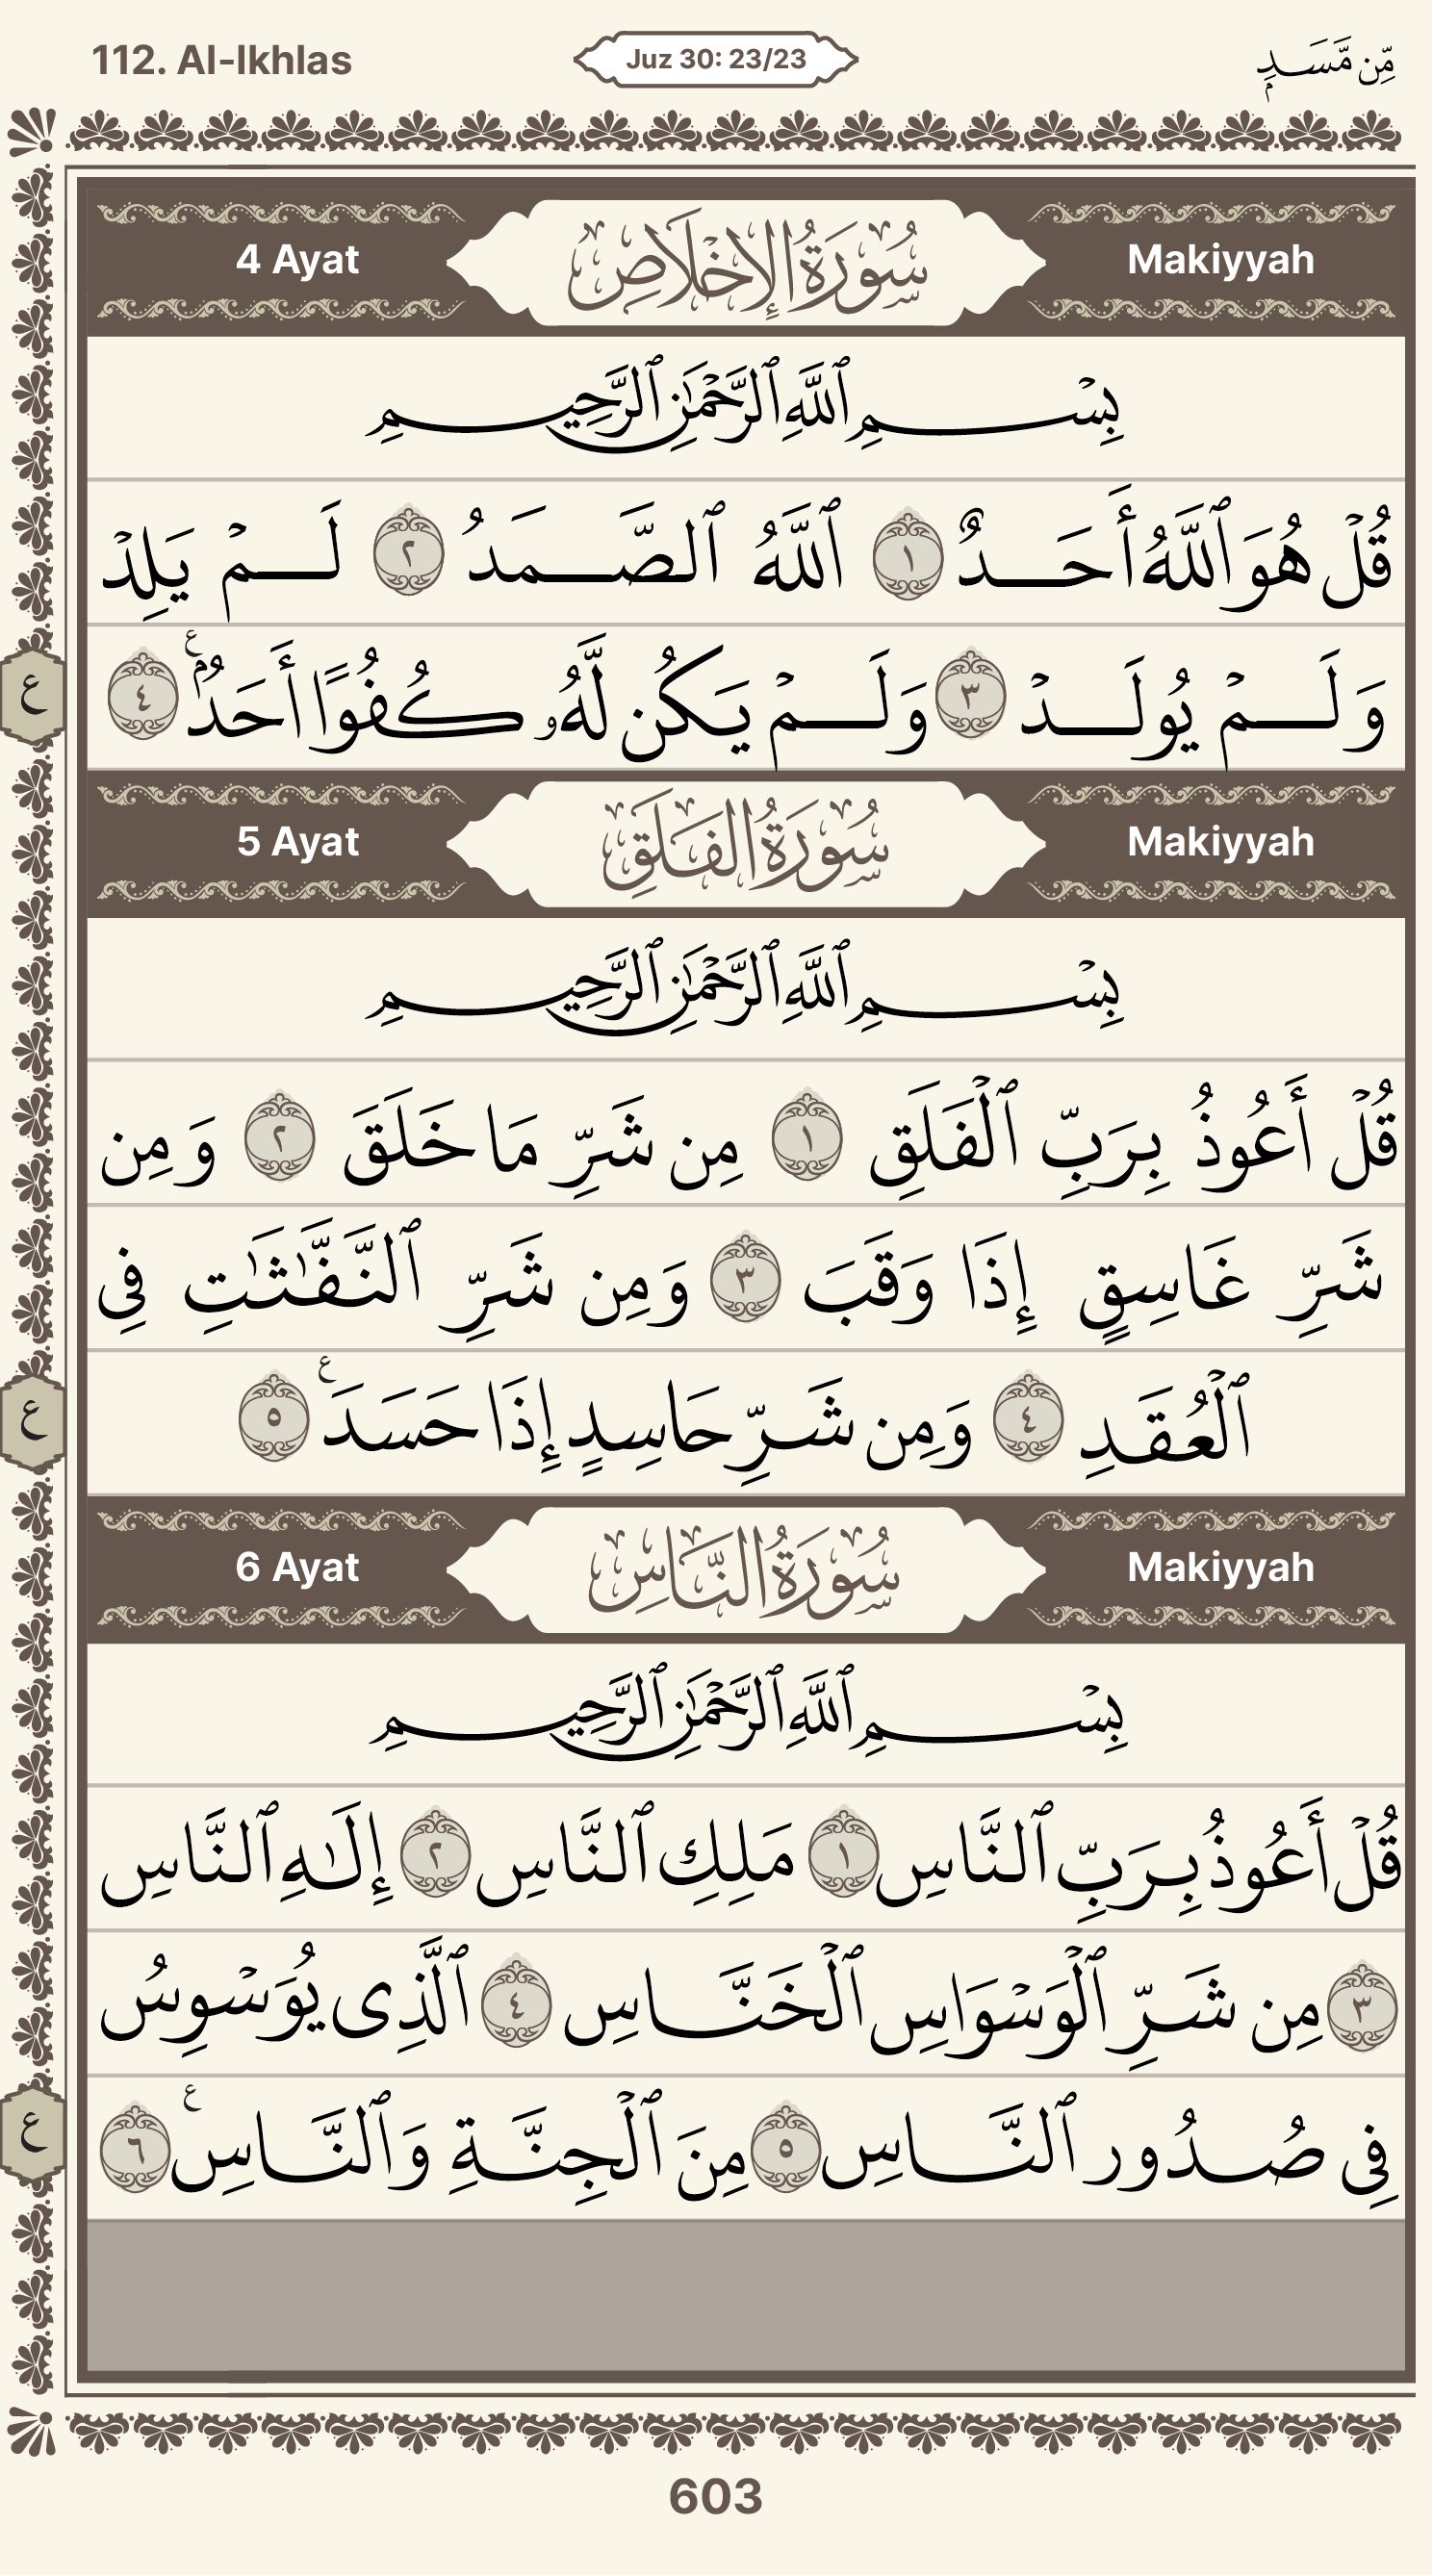 112. Al-Ikhlas
Juz 30: 23/23
مِّن مَّسَدٍۭ
4 Ayat
سُورَةُ الإِخْلَاصِ
Makiyyah
بِسْمِ ٱللَّهِ ٱلرَّحْمَٰنِ ٱلرَّحِيمِ
قُلْ هُوَ ٱللَّهُ أَحَدٌ ١ ٱللَّهُ ٱلصَّمَدُ ٢ لَمْ يَلِدْ
وَلَمْ يُولَدْ ٣ وَلَمْ يَكُن لَّهُۥ كُفُوًا أَحَدٌۢ ع ٤
ع
5 Ayat
سُورَةُ الفَلَقِ
Makiyyah
بِسْمِ ٱللَّهِ ٱلرَّحْمَٰنِ ٱلرَّحِيمِ
قُلْ أَعُوذُ بِرَبِّ ٱلْفَلَقِ ١ مِن شَرِّ مَا خَلَقَ ٢ وَمِن
شَرِّ غَاسِقٍ إِذَا وَقَبَ ٣ وَمِن شَرِّ ٱلنَّفَّٰثَٰتِ فِى
ٱلْعُقَدِ ٤ وَمِن شَرِّ حَاسِدٍ إِذَا حَسَدَ ع ٥
ع
6 Ayat
سُورَةُ النَّاسِ
Makiyyah
بِسْمِ ٱللَّهِ ٱلرَّحْمَٰنِ ٱلرَّحِيمِ
قُلْ أَعُوذُ بِرَبِّ ٱلنَّاسِ ١ مَلِكِ ٱلنَّاسِ ٢ إِلَٰهِ ٱلنَّاسِ
٣ مِن شَرِّ ٱلْوَسْوَاسِ ٱلْخَنَّاسِ ٤ ٱلَّذِى يُوَسْوِسُ
فِى صُدُور ٱلنَّاسِ ٥ مِنَ ٱلْجِنَّةِ وَٱلنَّاسِ ع ٦
ع
603